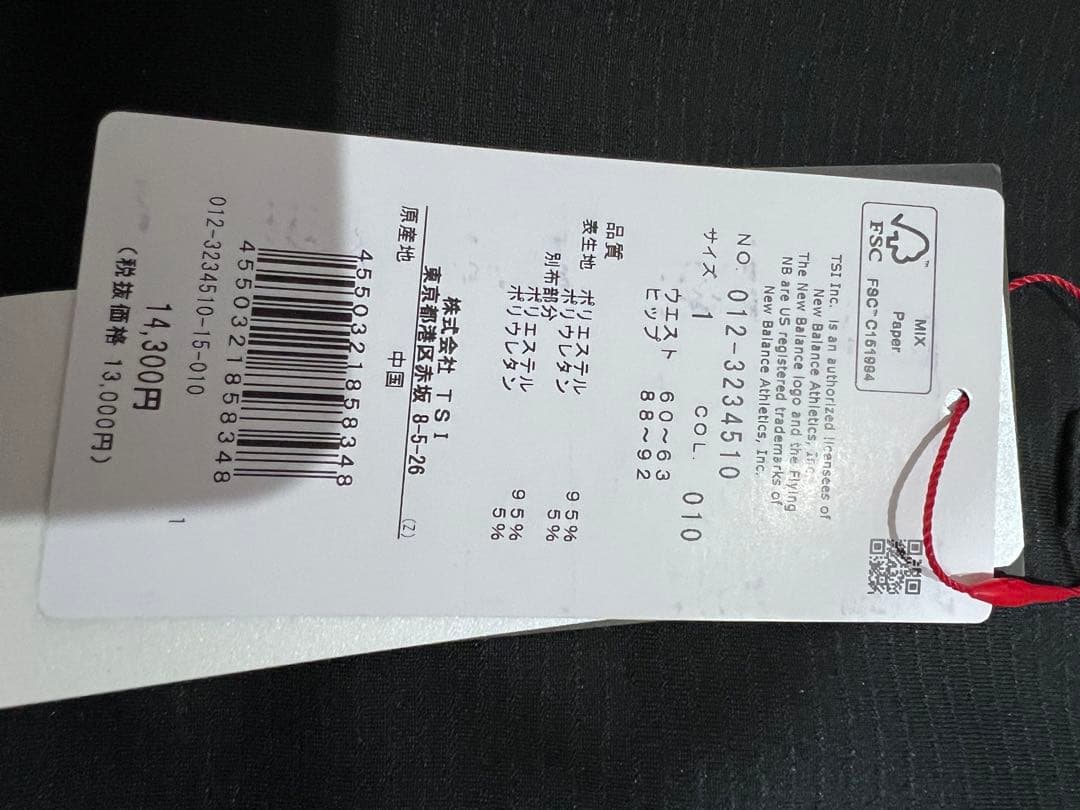 MIX
Paper
FSC™ C151994
FSC
TSI Inc. is an authorized licensees of
New Balance Athletics, Inc.
The New Balance logo and the Flying
NB are US registered trademarks of
New Balance Athletics, Inc.
NO. 012-3234510
サイズ 1 COL. 010
ウエスト 60〜63
ヒップ 88〜92
品質
表生地 ポリエステル 95%
ポリウレタン 5%
別布部分
ポリエステル 95%
ポリウレタン 5%
株式会社 TSI
東京都港区赤坂 8-5-26 (2)
原産地 中国
4550321858348
4550321858348
012-3234510-15-010
1
14,300円
(税抜価格 13,000円)